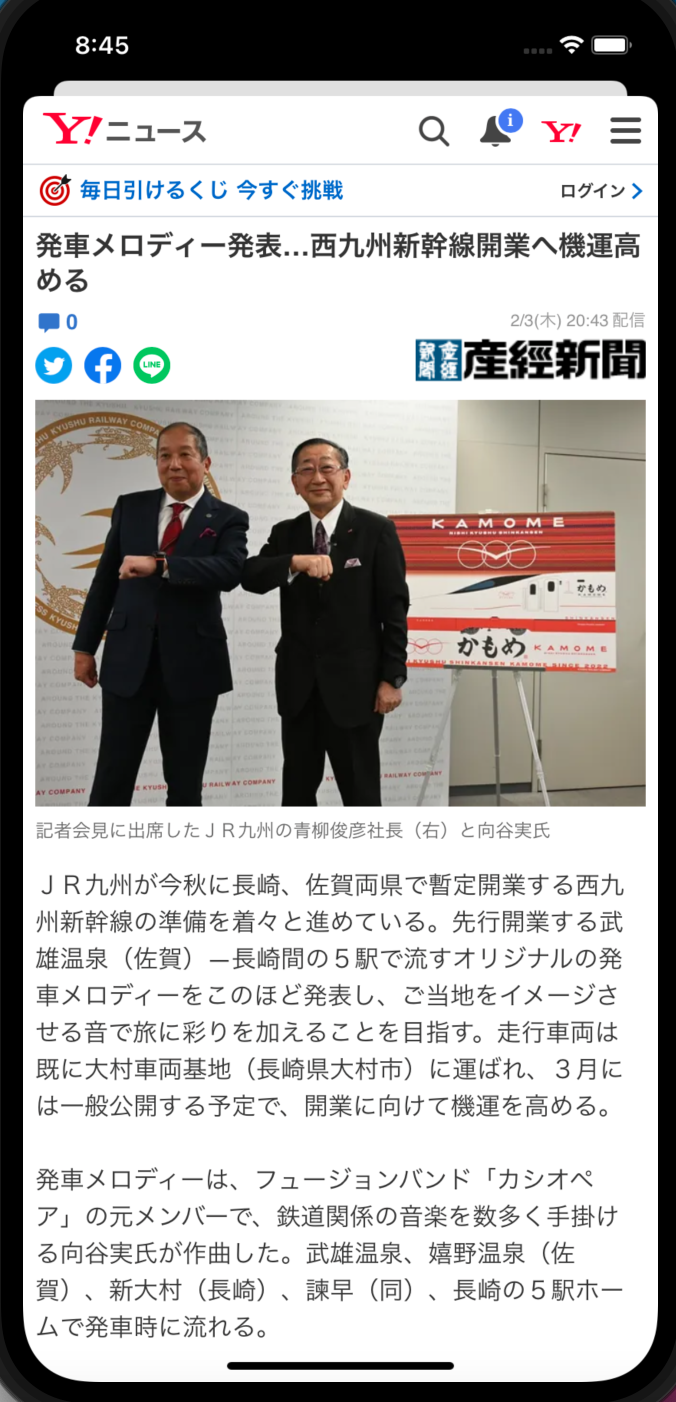 8:45
Y!ニュース
i
Y!
毎日引けるくじ 今すぐ挑戦
ログイン
発車メロディー発表…西九州新幹線開業へ機運高
める
0
2/3(木) 20:43 配信
LINE
産経新聞
産經新聞
KYUSHU RAILWAY COMPA
KAMOME
NISHI KYUSHU SHINKANSEN
かもめ
かもめ
KAMOME
KYUSHU SHINKANSEN KAMOME SINCE 2022
AY COMPANY
KYUSHU
RAILWAY COMPANY
記者会見に出席したＪＲ九州の青柳俊彦社長（右）と向谷実氏
ＪＲ九州が今秋に長崎、佐賀両県で暫定開業する西九
州新幹線の準備を着々と進めている。先行開業する武
雄温泉（佐賀）―長崎間の５駅で流すオリジナルの発
車メロディーをこのほど発表し、ご当地をイメージさ
せる音で旅に彩りを加えることを目指す。走行車両は
既に大村車両基地（長崎県大村市）に運ばれ、３月に
は一般公開する予定で、開業に向けて機運を高める。
発車メロディーは、フュージョンバンド「カシオペ
ア」の元メンバーで、鉄道関係の音楽を数多く手掛け
る向谷実氏が作曲した。武雄温泉、嬉野温泉（佐
賀）、新大村（長崎）、諫早（同）、長崎の５駅ホー
ムで発車時に流れる。